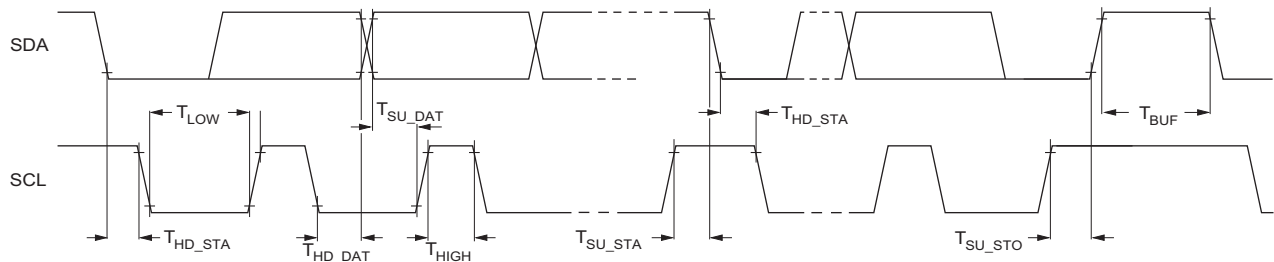 SDA
T_LOW
T_SU_DAT
T_HD_STA
T_BUF
SCL
T_HD_STA
T_HD_DAT
T_HIGH
T_SU_STA
T_SU_STO